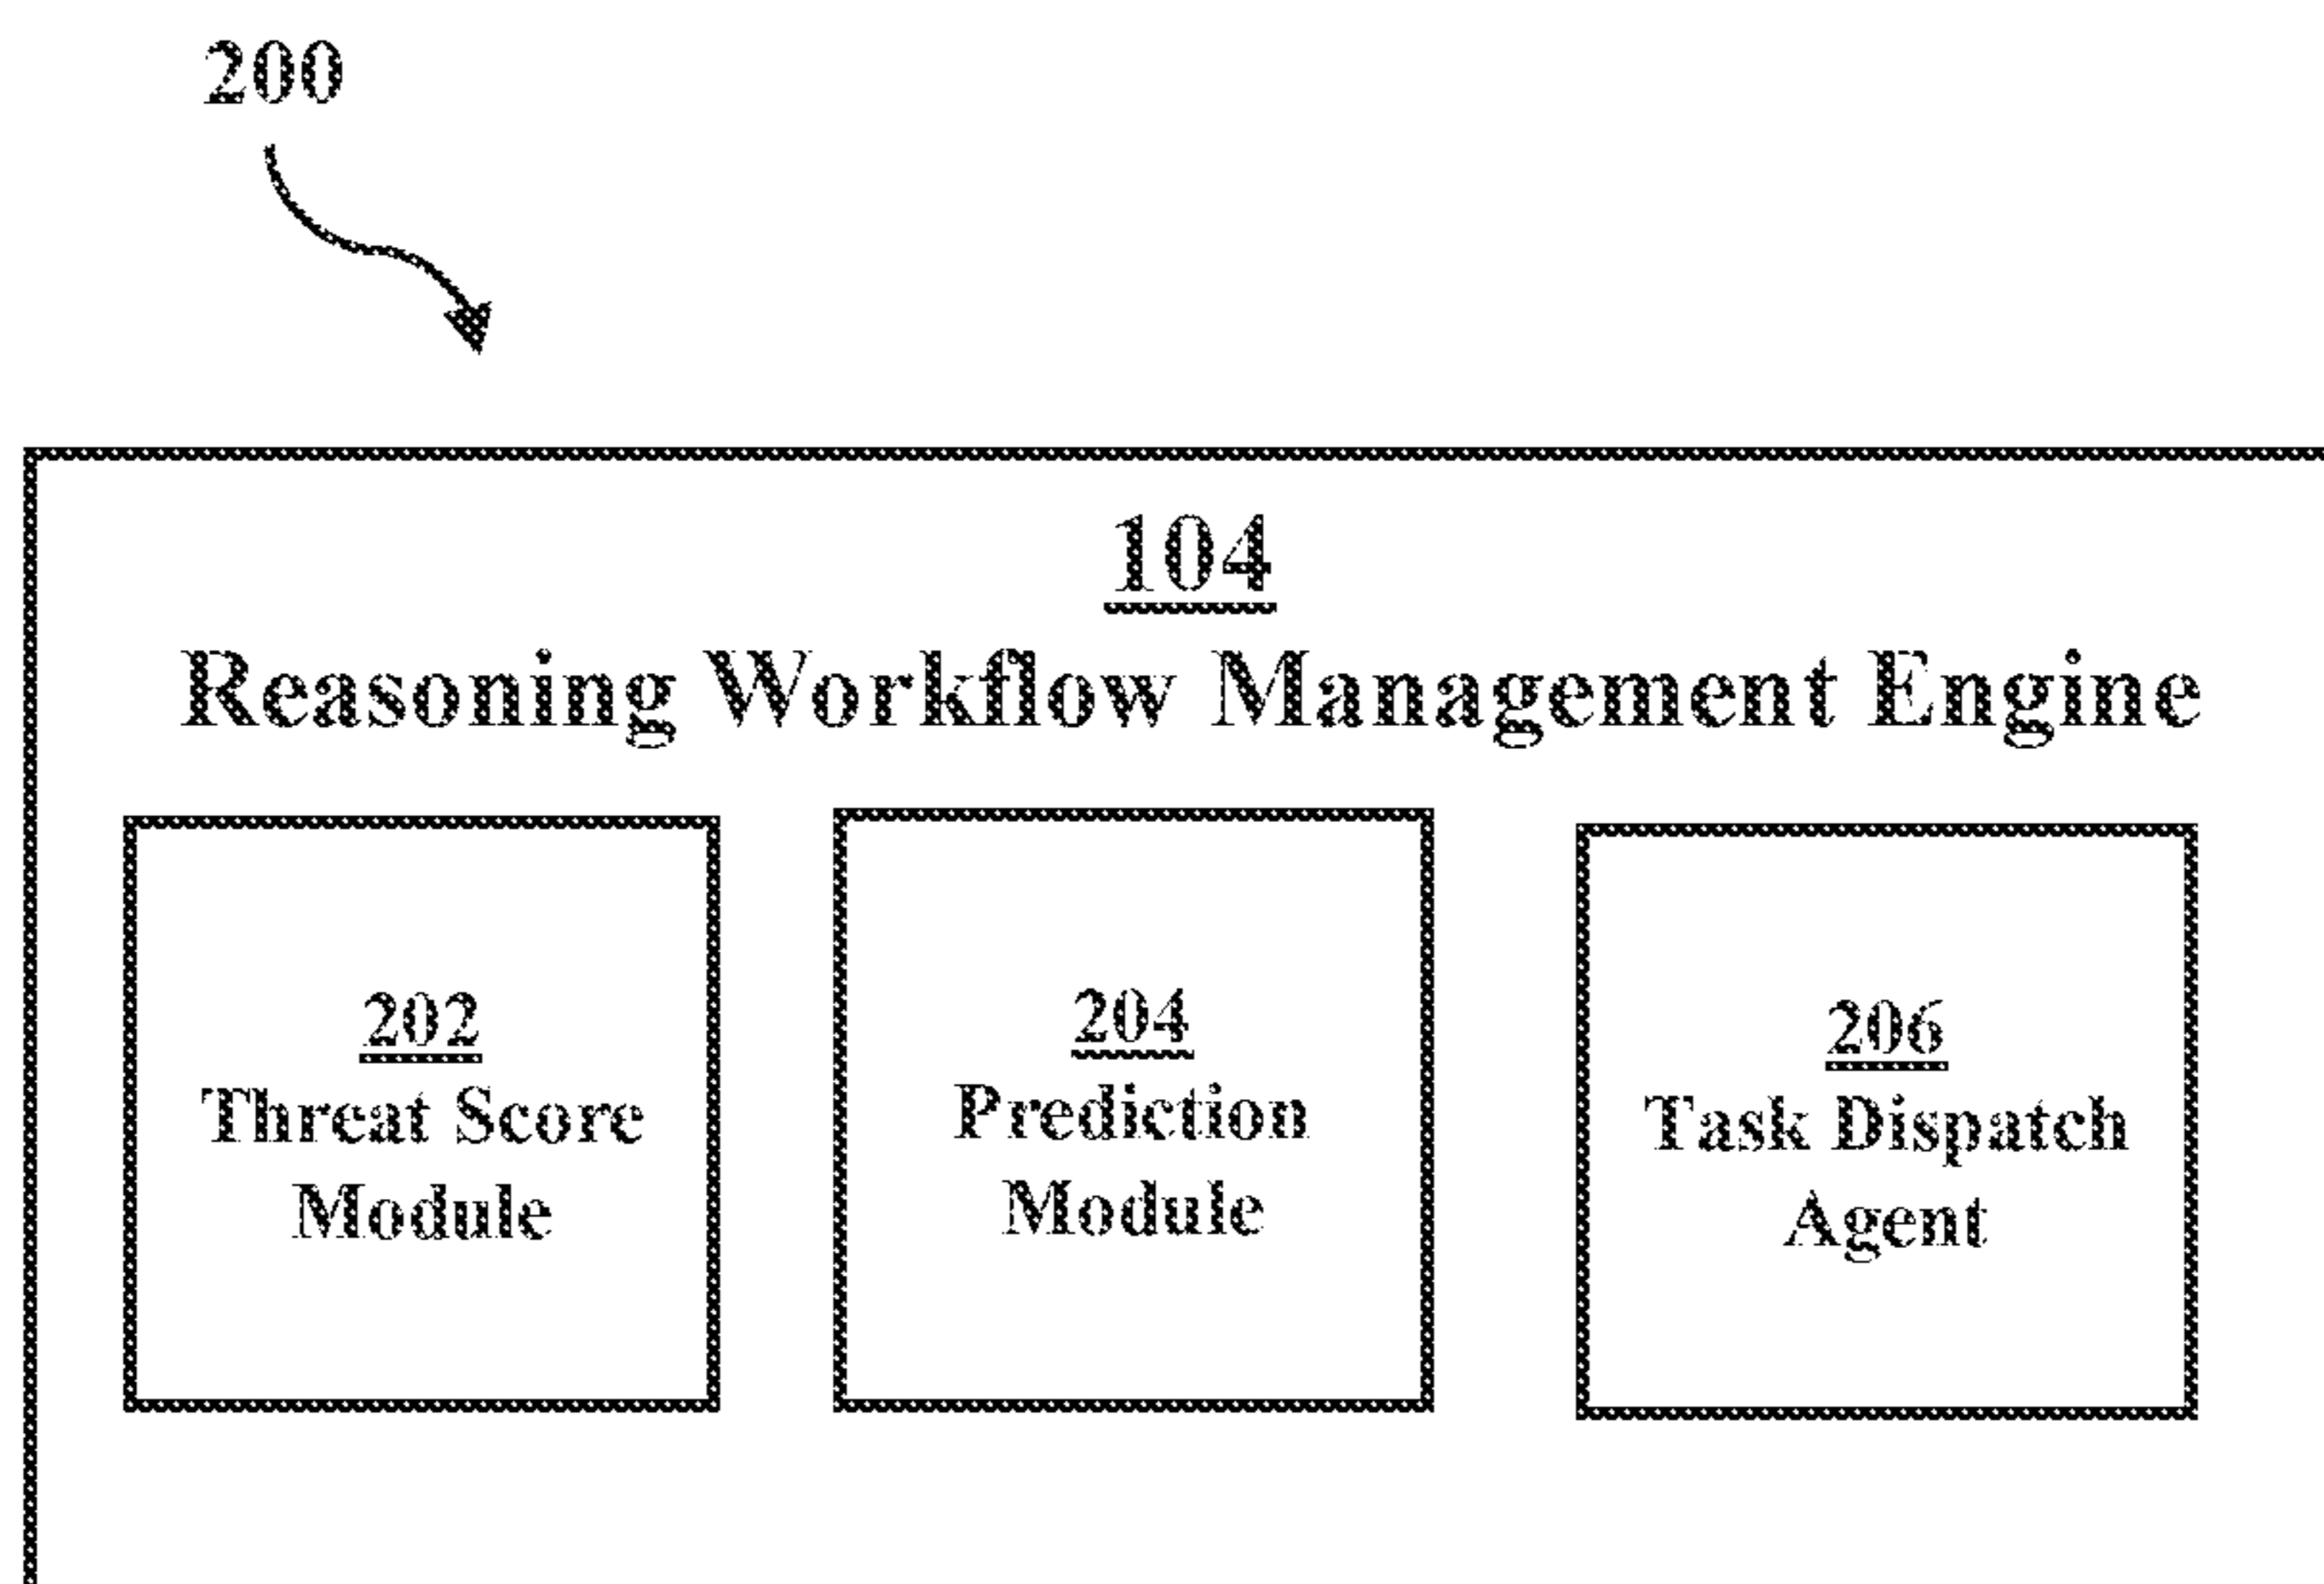 200
104
Reasoning Workflow Management Engine
202
Threat Score
Module
204
Prediction
Module
206
Task Dispatch
Agent